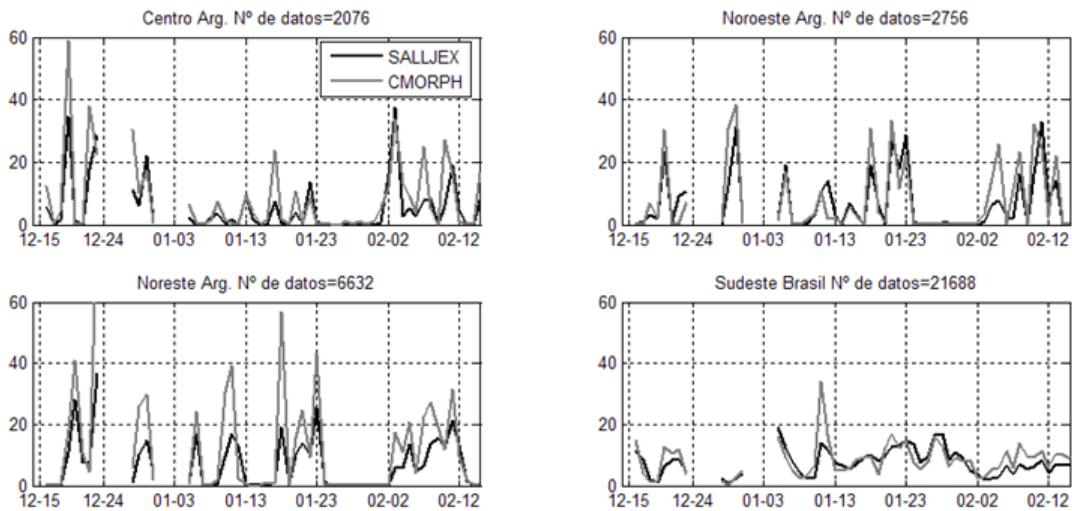 Centro Arg. Nº de datos=2076
60
40
20
0
SALLJEX
CMORPH
12-15 12-24 01-03 01-13 01-23 02-02 02-12
Noroeste Arg. Nº de datos=2756
60
40
20
0
12-15 12-24 01-03 01-13 01-23 02-02 02-12
Noreste Arg. Nº de datos=6632
60
40
20
0
12-15 12-24 01-03 01-13 01-23 02-02 02-12
Sudeste Brasil Nº de datos=21688
60
40
20
0
12-15 12-24 01-03 01-13 01-23 02-02 02-12